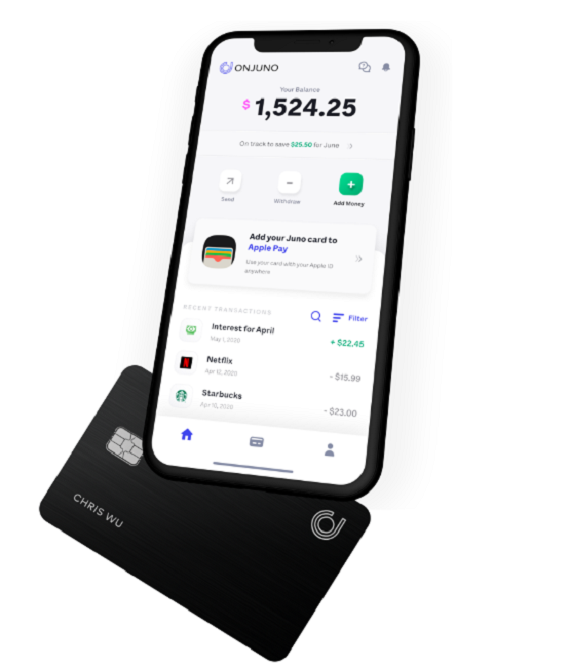 ONJUNO
Your Balance
$ 1,524.25
On track to save $25.50 for June
Send
Withdraw
Add Money
Add your Juno card to
Apple Pay
Use your card with your Apple ID
anywhere
RECENT TRANSACTIONS
Filter
Interest for April
May 1, 2020
+ $22.45
Netflix
Apr 12, 2020
- $15.99
Starbucks
Apr 10, 2020
- $23.00
CHRIS WU